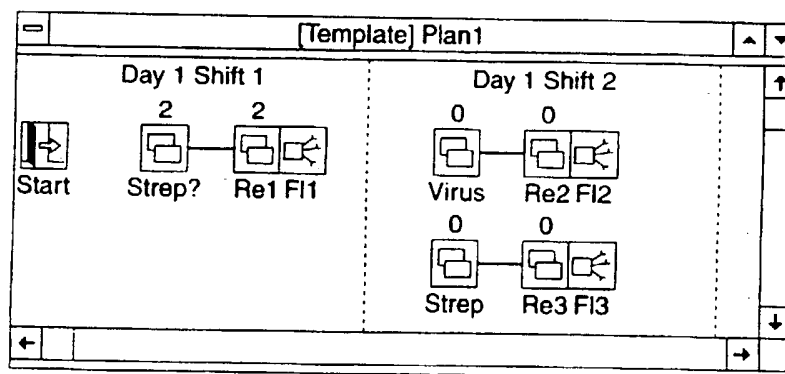 [Template] Plan1
Day 1 Shift 1 Day 1 Shift 2
2 2 0 0
Start Strep? Re1 Fl1 Virus Re2 Fl2
0 0
Strep Re3 Fl3